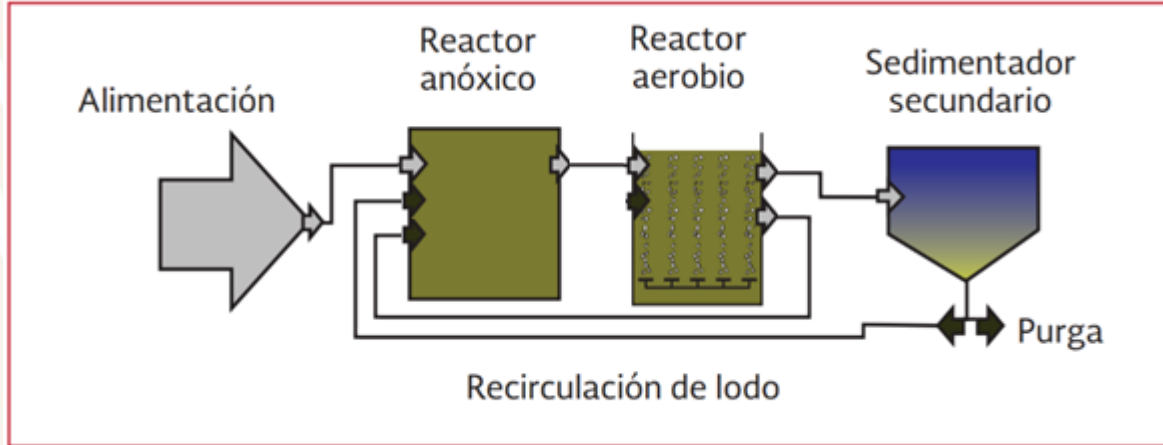 Alimentación
Reactor
anóxico
Reactor
aerobio
Sedimentador
secundario
Purga
Recirculación de lodo